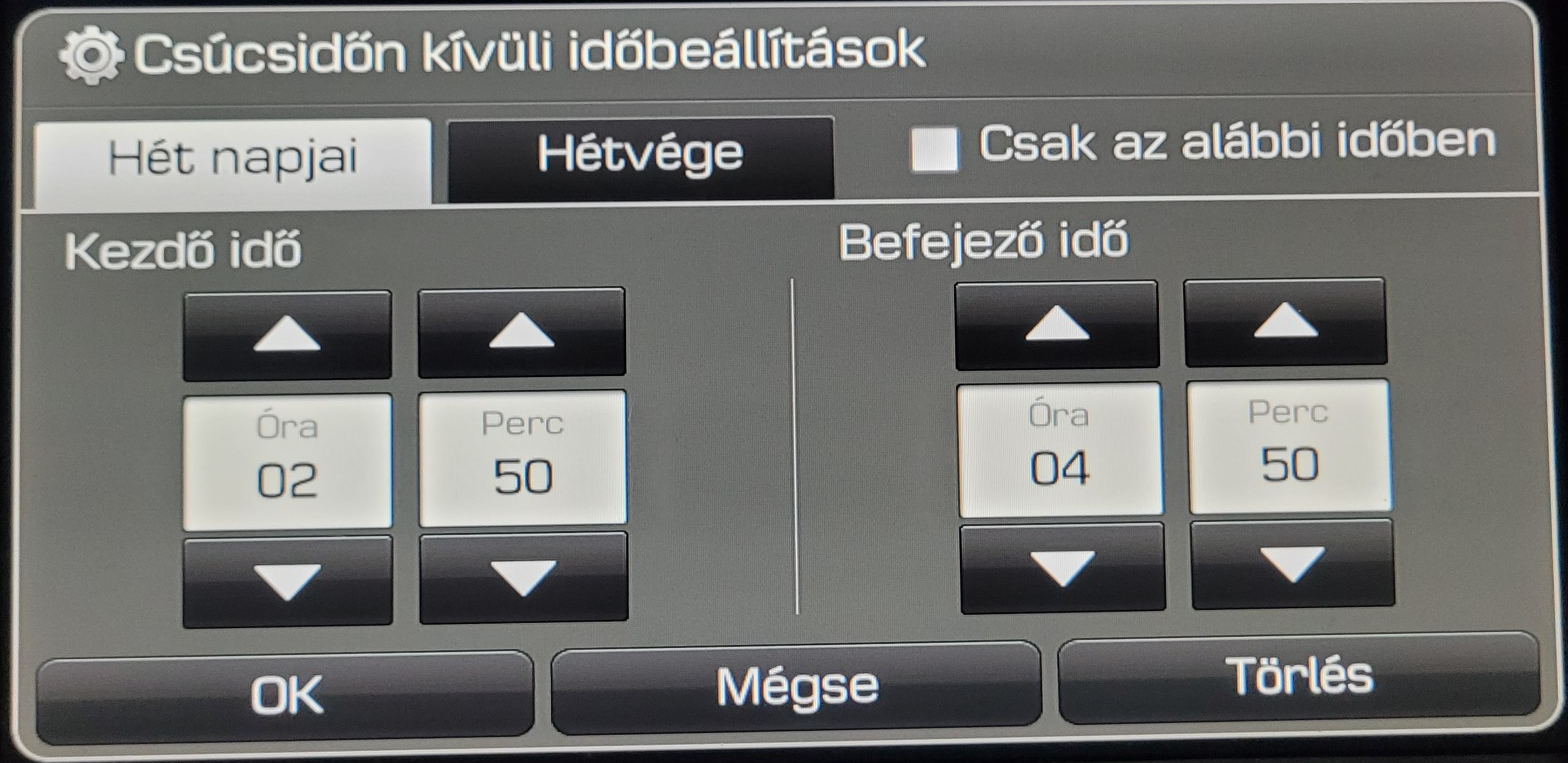 Csúcsidőn kívüli időbeállítások
Hét napjai Hétvége Csak az alábbi időben
Kezdő idő Befejező idő
Óra Perc Óra Perc
02 50 04 50
OK Mégse Törlés